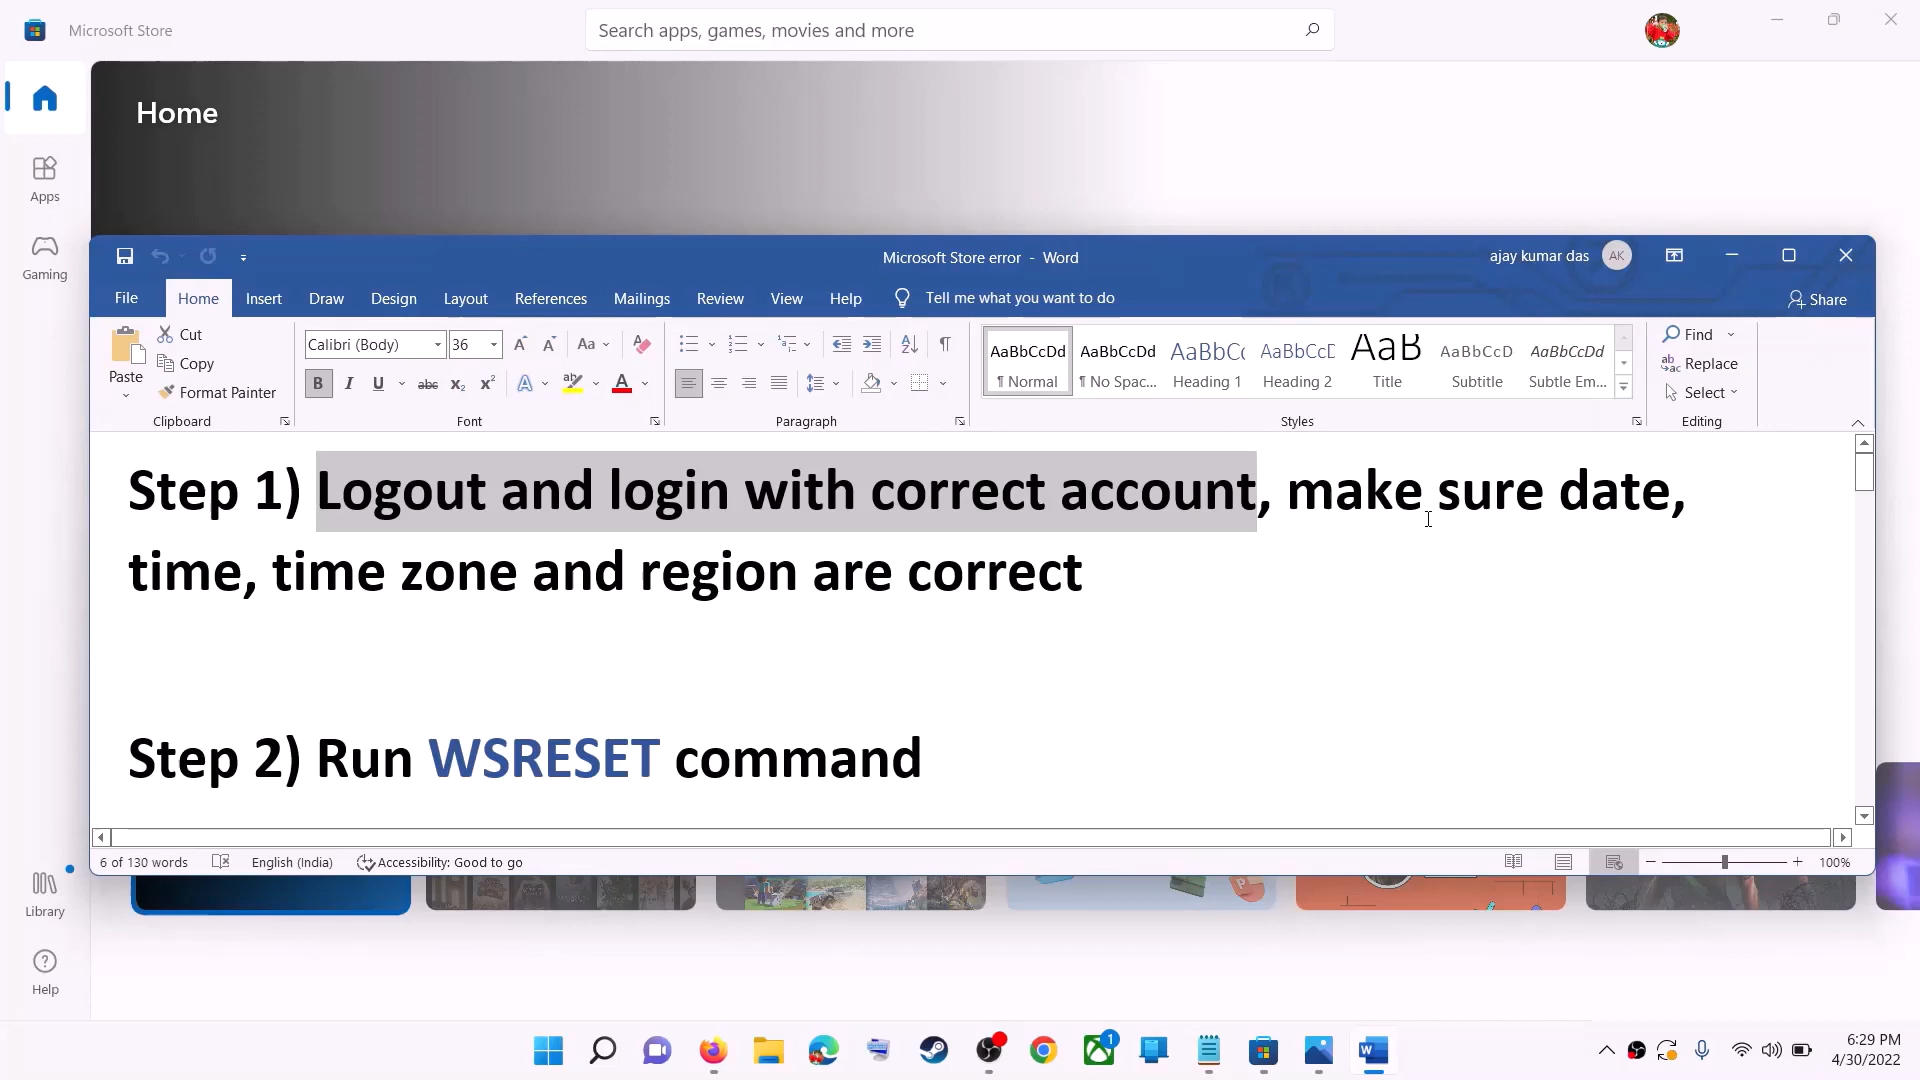 Microsoft Store
Search apps, games, movies and more
Home
Apps
Gaming
Library
Help
Microsoft Store error - Word
ajay kumar das
AK
File
Home
Insert
Draw
Design
Layout
References
Mailings
Review
View
Help
Tell me what you want to do
Share
Paste
Cut
Copy
Format Painter
Clipboard
Calibri (Body)
36
Font
Paragraph
AaBbCcDd
¶ Normal
AaBbCcDd
¶ No Spac...
AaBbCc
Heading 1
AaBbCcD
Heading 2
AaB
Title
AaBbCcD
Subtitle
AaBbCcDd
Subtle Em...
Styles
Find
Replace
Select
Editing
Step 1) Logout and login with correct account, make sure date,
time, time zone and region are correct
Step 2) Run WSRESET command
6 of 130 words
English (India)
Accessibility: Good to go
100%
1
6:29 PM
4/30/2022